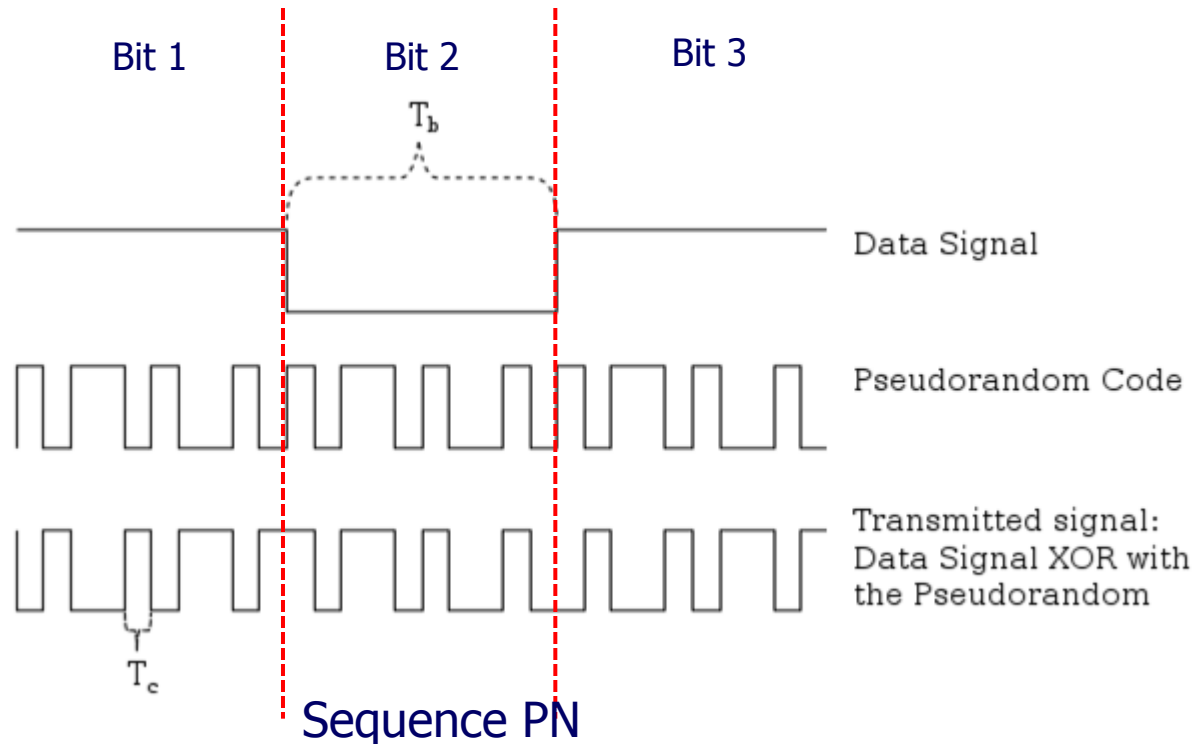 Bit 1
Bit 2
Bit 3
T_b
Data Signal
Pseudorandom Code
Transmitted signal:
Data Signal XOR with
the Pseudorandom
T_c
Sequence PN